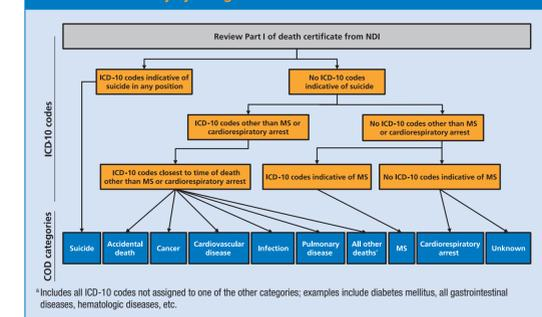 Review Part I of death certificate from NDI
ICD-10 codes indicative of
suicide in any position
No ICD-10 codes
indicative of suicide
ICD-10 codes other than MS or
cardiorespiratory arrest
No ICD-10 codes other than MS
or cardiorespiratory arrest
ICD-10 codes closest to time of death
other than MS or cardiorespiratory arrest
ICD-10 codes indicative of MS
No ICD-10 codes indicative of MS
ICD-10 codes
COD categories
Suicide
Accidental
death
Cancer
Cardiovascular
disease
Infection
Pulmonary
disease
All other
deathsᵃ
MS
Cardiorespiratory
arrest
Unknown
ᵃIncludes all ICD-10 codes not assigned to one of the other categories; examples include diabetes mellitus, all gastrointestinal
diseases, hematologic diseases, etc.